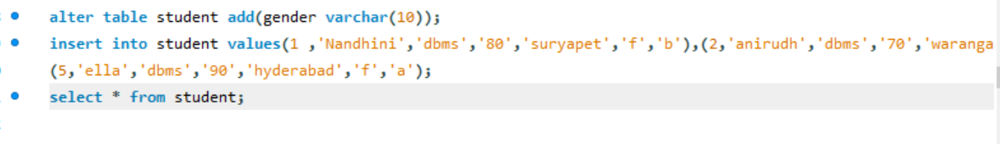 alter table student add(gender varchar(10));
insert into student values(1 ,'Nandhini','dbms','80','suryapet','f','b'),(2,'anirudh','dbms','70','waranga
(5,'ella','dbms','90','hyderabad','f','a');
select * from student;